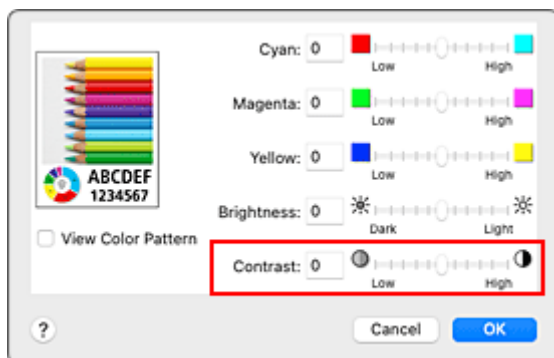 Cyan: 0
Low High
Magenta: 0
Low High
Yellow: 0
Low High
ABCDEF
1234567
Brightness: 0
Dark Light
View Color Pattern
Contrast: 0
Low High
? Cancel OK